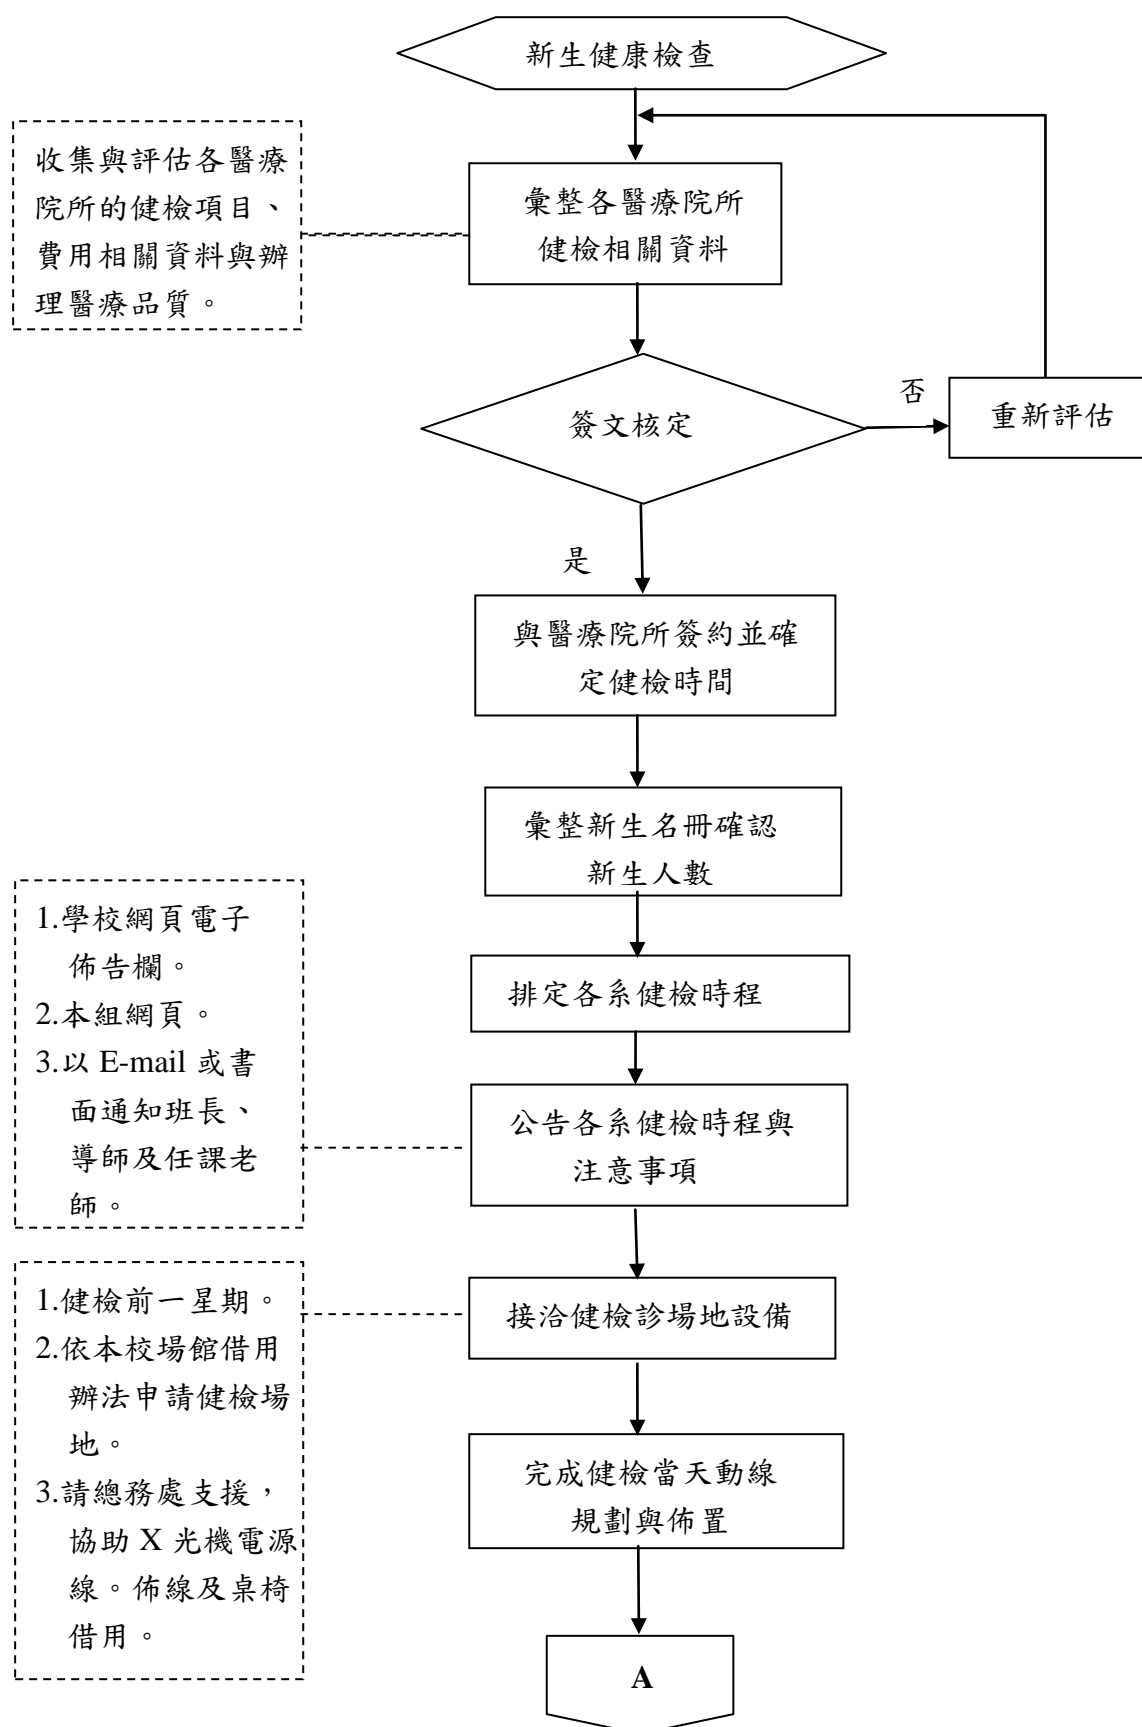 新生健康檢查
收集與評估各醫療
院所的健檢項目、
費用相關資料與辦
理醫療品質。
彙整各醫療院所
健檢相關資料
簽文核定
否
重新評估
是
與醫療院所簽約並確
定健檢時間
彙整新生名冊確認
新生人數
排定各系健檢時程
1.學校網頁電子
佈告欄。
2.本組網頁。
3.以 E-mail 或書
面通知班長、
導師及任課老
師。
公告各系健檢時程與
注意事項
1.健檢前一星期。
2.依本校場館借用
辦法申請健檢場
地。
3.請總務處支援，
協助 X 光機電源
線。佈線及桌椅
借用。
接洽健檢診場地設備
完成健檢當天動線
規劃與佈置
A